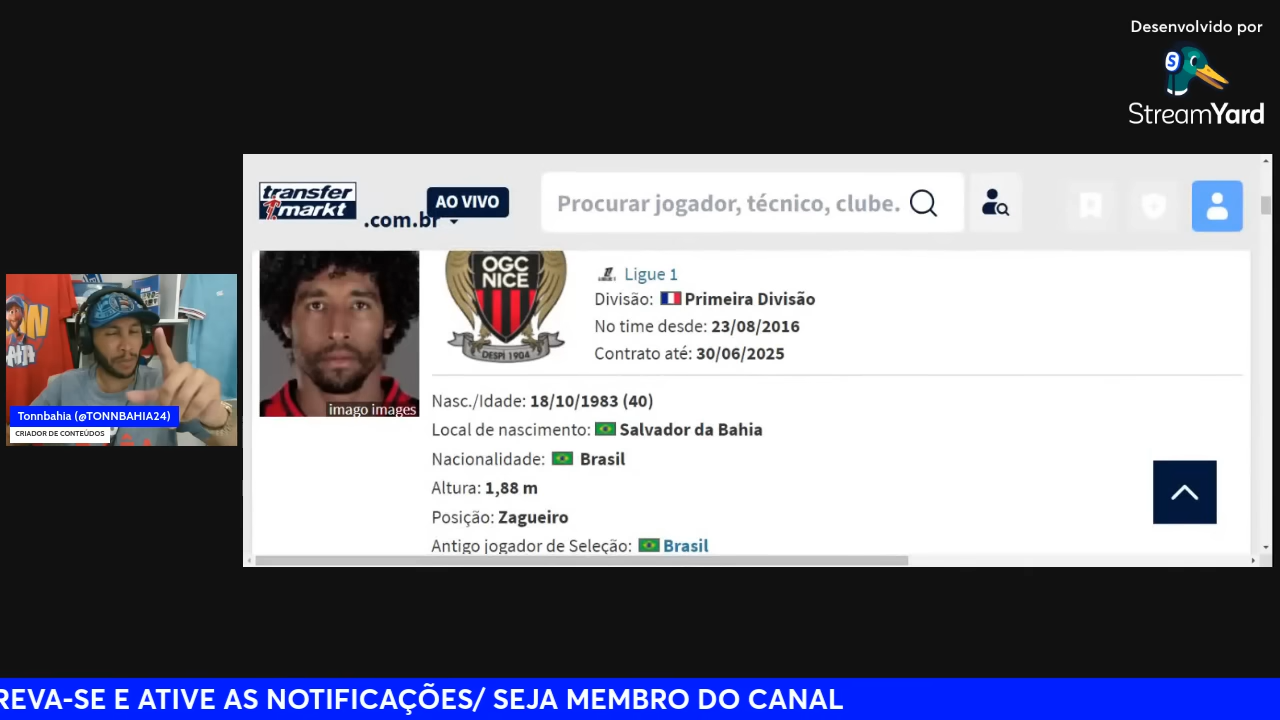 Desenvolvido por
StreamYard
transfer
markt
.com.br
AO VIVO
Procurar jogador, técnico, clube.
OGC
NICE
DEPUIS 1904
Ligue 1
Divisão: Primeira Divisão
No time desde: 23/08/2016
Contrato até: 30/06/2025
imago images
Nasc./Idade: 18/10/1983 (40)
Local de nascimento: Salvador da Bahia
Nacionalidade: Brasil
Altura: 1,88 m
Posição: Zagueiro
Antigo jogador de Seleção: Brasil
Tonnbahia (@TONNBAHIA24)
CRIADOR DE CONTEÚDOS
REVA-SE E ATIVE AS NOTIFICAÇÕES/ SEJA MEMBRO DO CANAL